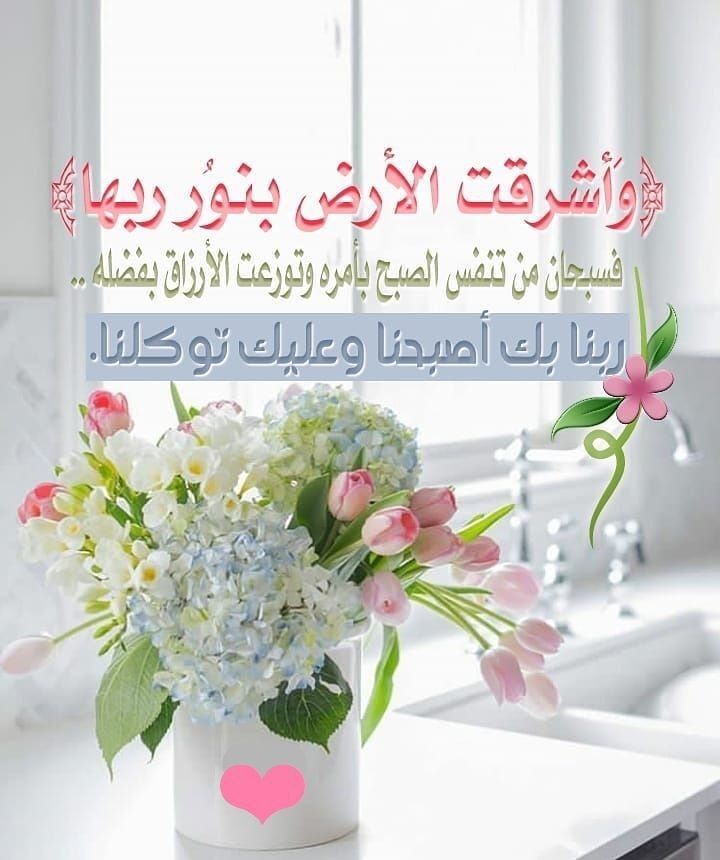 ﴿وَأشرقت الأرض بنورُ ربها﴾
فسبحان من تنفس الصبح بأمره وتوزعت الأرزاق بفضله ..
ربنا بك أصبحنا وعليك توكلنا.